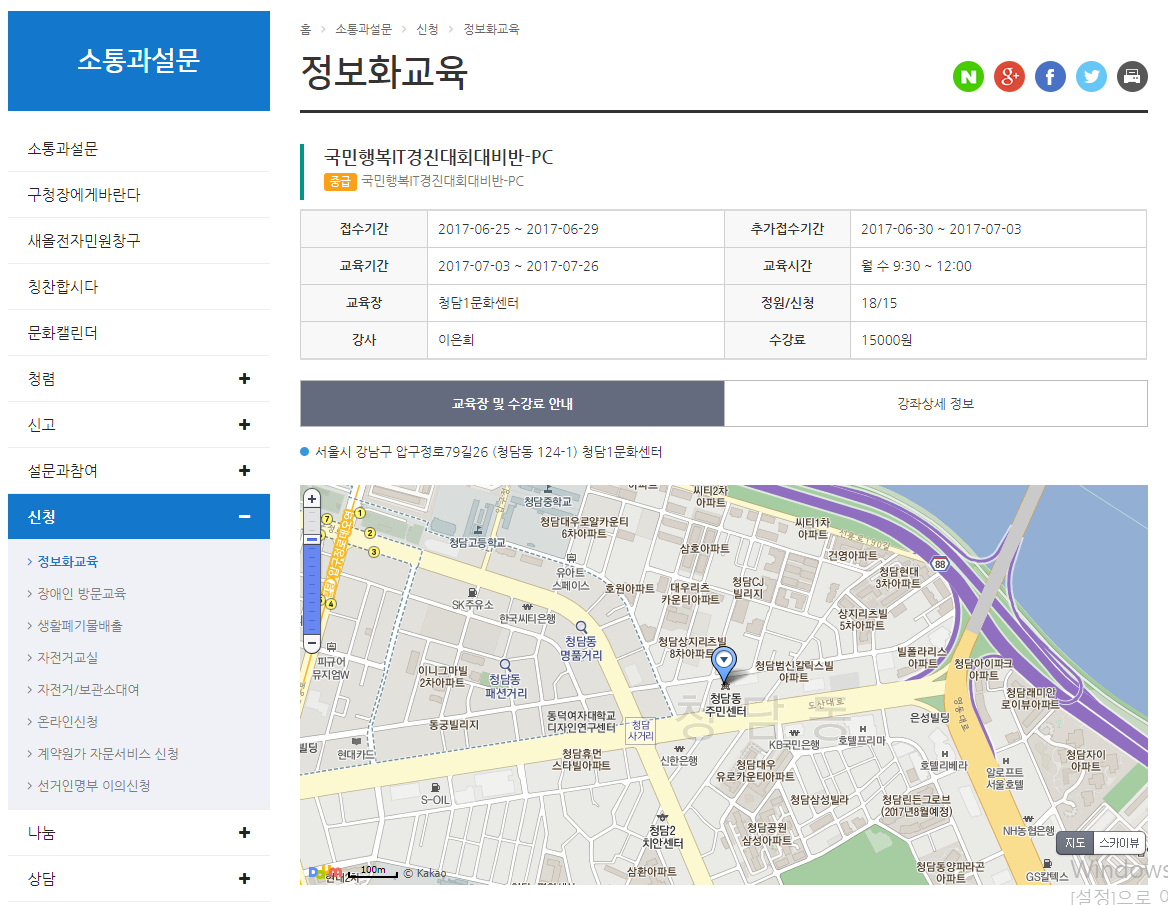 소통과설문
소통과설문
구청장에게바란다
새올전자민원창구
칭찬합시다
문화캘린더
청렴
신고
설문과참여
신청
정보화교육
장애인 방문교육
생활폐기물배출
자전거교실
자전거/보관소대여
온라인신청
계약원가 자문서비스 신청
선거인명부 이의신청
나눔
상담
홈 > 소통과설문 > 신청 > 정보화교육
정보화교육
국민행복IT경진대회대비반-PC
중급 국민행복IT경진대회대비반-PC
접수기간 2017-06-25 ~ 2017-06-29 추가접수기간 2017-06-30 ~ 2017-07-03
교육기간 2017-07-03 ~ 2017-07-26 교육시간 월 수 9:30 ~ 12:00
교육장 청담1문화센터 정원/신청 18/15
강사 이은희 수강료 15000원
교육장 및 수강료 안내 강좌상세 정보
서울시 강남구 압구정로79길26 (청담동 124-1) 청담1문화센터
씨티2차
아파트
청담중학교
청담대우로얄카운티
6차아파트
씨티1차
아파트
청담고등학교
삼호아파트
건영아파트
88
유아트
스페이스
호원아파트
대우리츠
카운티아파트
청담CJ
빌리지
청담현대
3차아파트
SK주유소
한국씨티은행
상지리츠빌
5차아파트
청담동
명품거리
청담상지리츠빌
8차아파트
빌폴라리스
아파트
피규어
뮤지엄W
이니그마빌
2차아파트
청담동
패션거리
청담범신칼릭스빌
아파트
청담아이파크
아파트
청담동
주민센터
청담래미안
로이뷰아파트
동궁빌리지
동덕여자대학교
디자인연구센터
청담
사거리
청담동
도산대로
은성빌딩
영동대로
빌딩
현대카드
청담휴먼
스타빌아파트
신한은행
KB국민은행
호텔프리마
호텔리베라
청담자이
아파트
청담대우
유로카운티아파트
알로프트
서울호텔
S-OIL
청담삼성빌라
청담린든그로브
(2017년8월예정)
청담2
치안센터
청담공원
삼성아파트
NH농협은행
지도 스카이뷰
삼환아파트
청담동양파라곤
아파트
GS칼텍스
100m
© Kakao
Windows
[설정]으로 이